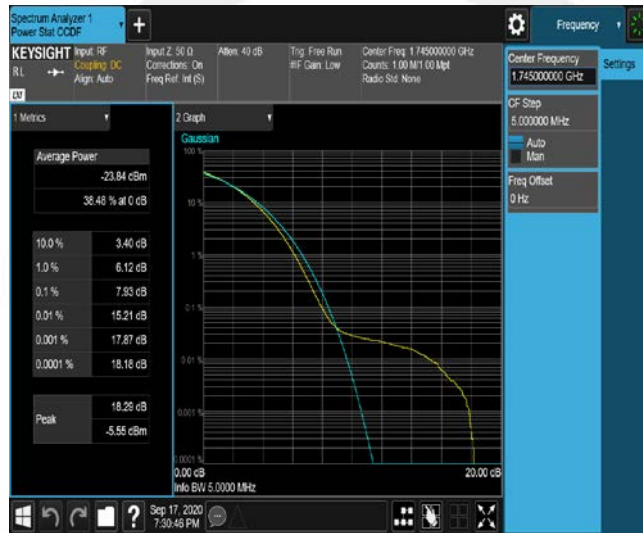 Spectrum Analyzer 1
Power Stat CCDF
+
Frequency
KEYSIGHT
RL
Input: RF
Coupling: DC
Align: Auto
Input Z: 50 Ω
Corrections: On
Freq Ref: Int (S)
Atten: 40 dB
Trig: Free Run
#IF Gain: Low
Center Freq: 1.745000000 GHz
Counts: 1.00 M/1.00 Mpt
Radio Std: None
Center Frequency
1.745000000 GHz
Settings
CF Step
5.000000 MHz
Auto
Man
Freq Offset
0 Hz
1 Metrics
Average Power
-23.84 dBm
38.48 % at 0 dB
10.0 % 3.40 dB
1.0 % 6.12 dB
0.1 % 7.93 dB
0.01 % 15.21 dB
0.001 % 17.87 dB
0.0001 % 18.18 dB
Peak 18.29 dB
-5.55 dBm
2 Graph
Gaussian
100 %
10 %
1 %
0.1 %
0.01 %
0.001 %
0.0001 %
0.00 dB
20.00 dB
Info BW 5.0000 MHz
?
Sep 17, 2020
7:30:46 PM